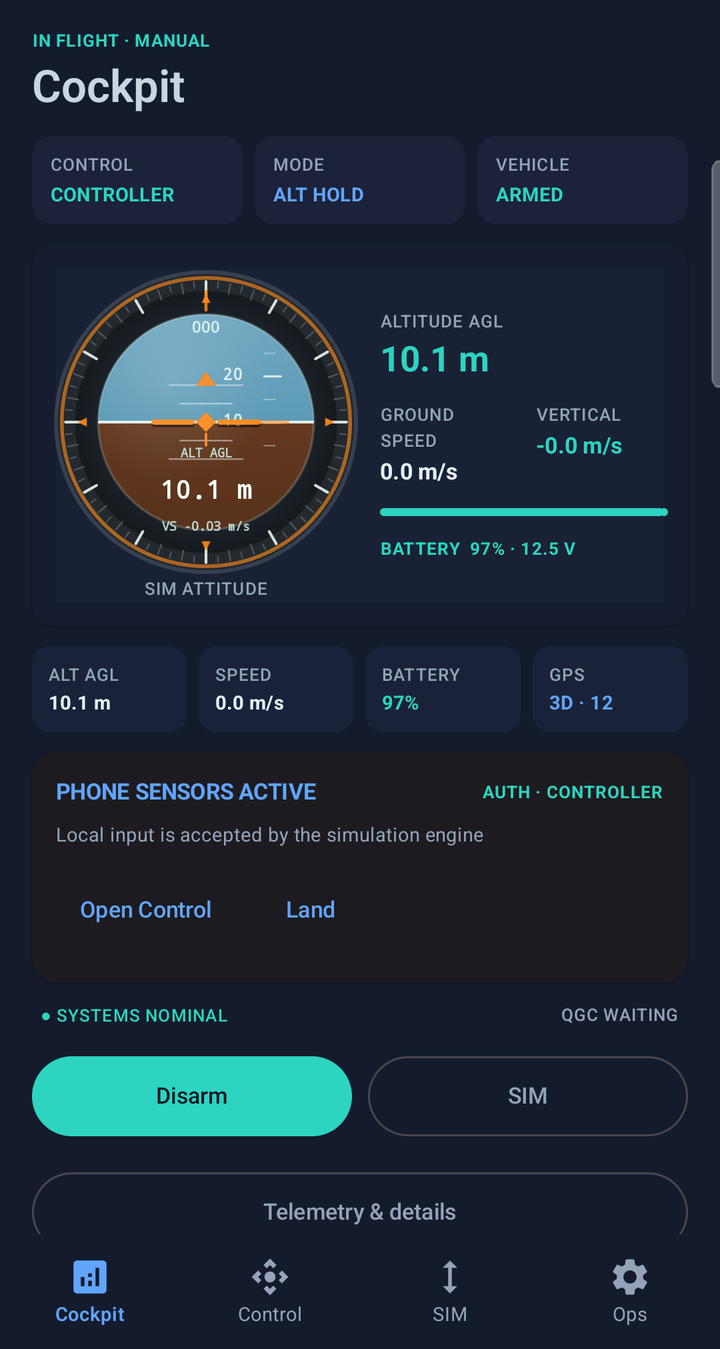 IN FLIGHT · MANUAL
Cockpit
CONTROL
CONTROLLER
MODE
ALT HOLD
VEHICLE
ARMED
000
20
10
ALT AGL
10.1 m
VS -0.03 m/s
SIM ATTITUDE
ALTITUDE AGL
10.1 m
GROUND
SPEED
0.0 m/s
VERTICAL
-0.0 m/s
BATTERY 97% · 12.5 V
ALT AGL
10.1 m
SPEED
0.0 m/s
BATTERY
97%
GPS
3D · 12
PHONE SENSORS ACTIVE
AUTH · CONTROLLER
Local input is accepted by the simulation engine
Open Control
Land
● SYSTEMS NOMINAL
QGC WAITING
Disarm
SIM
Telemetry & details
Cockpit
Control
SIM
Ops